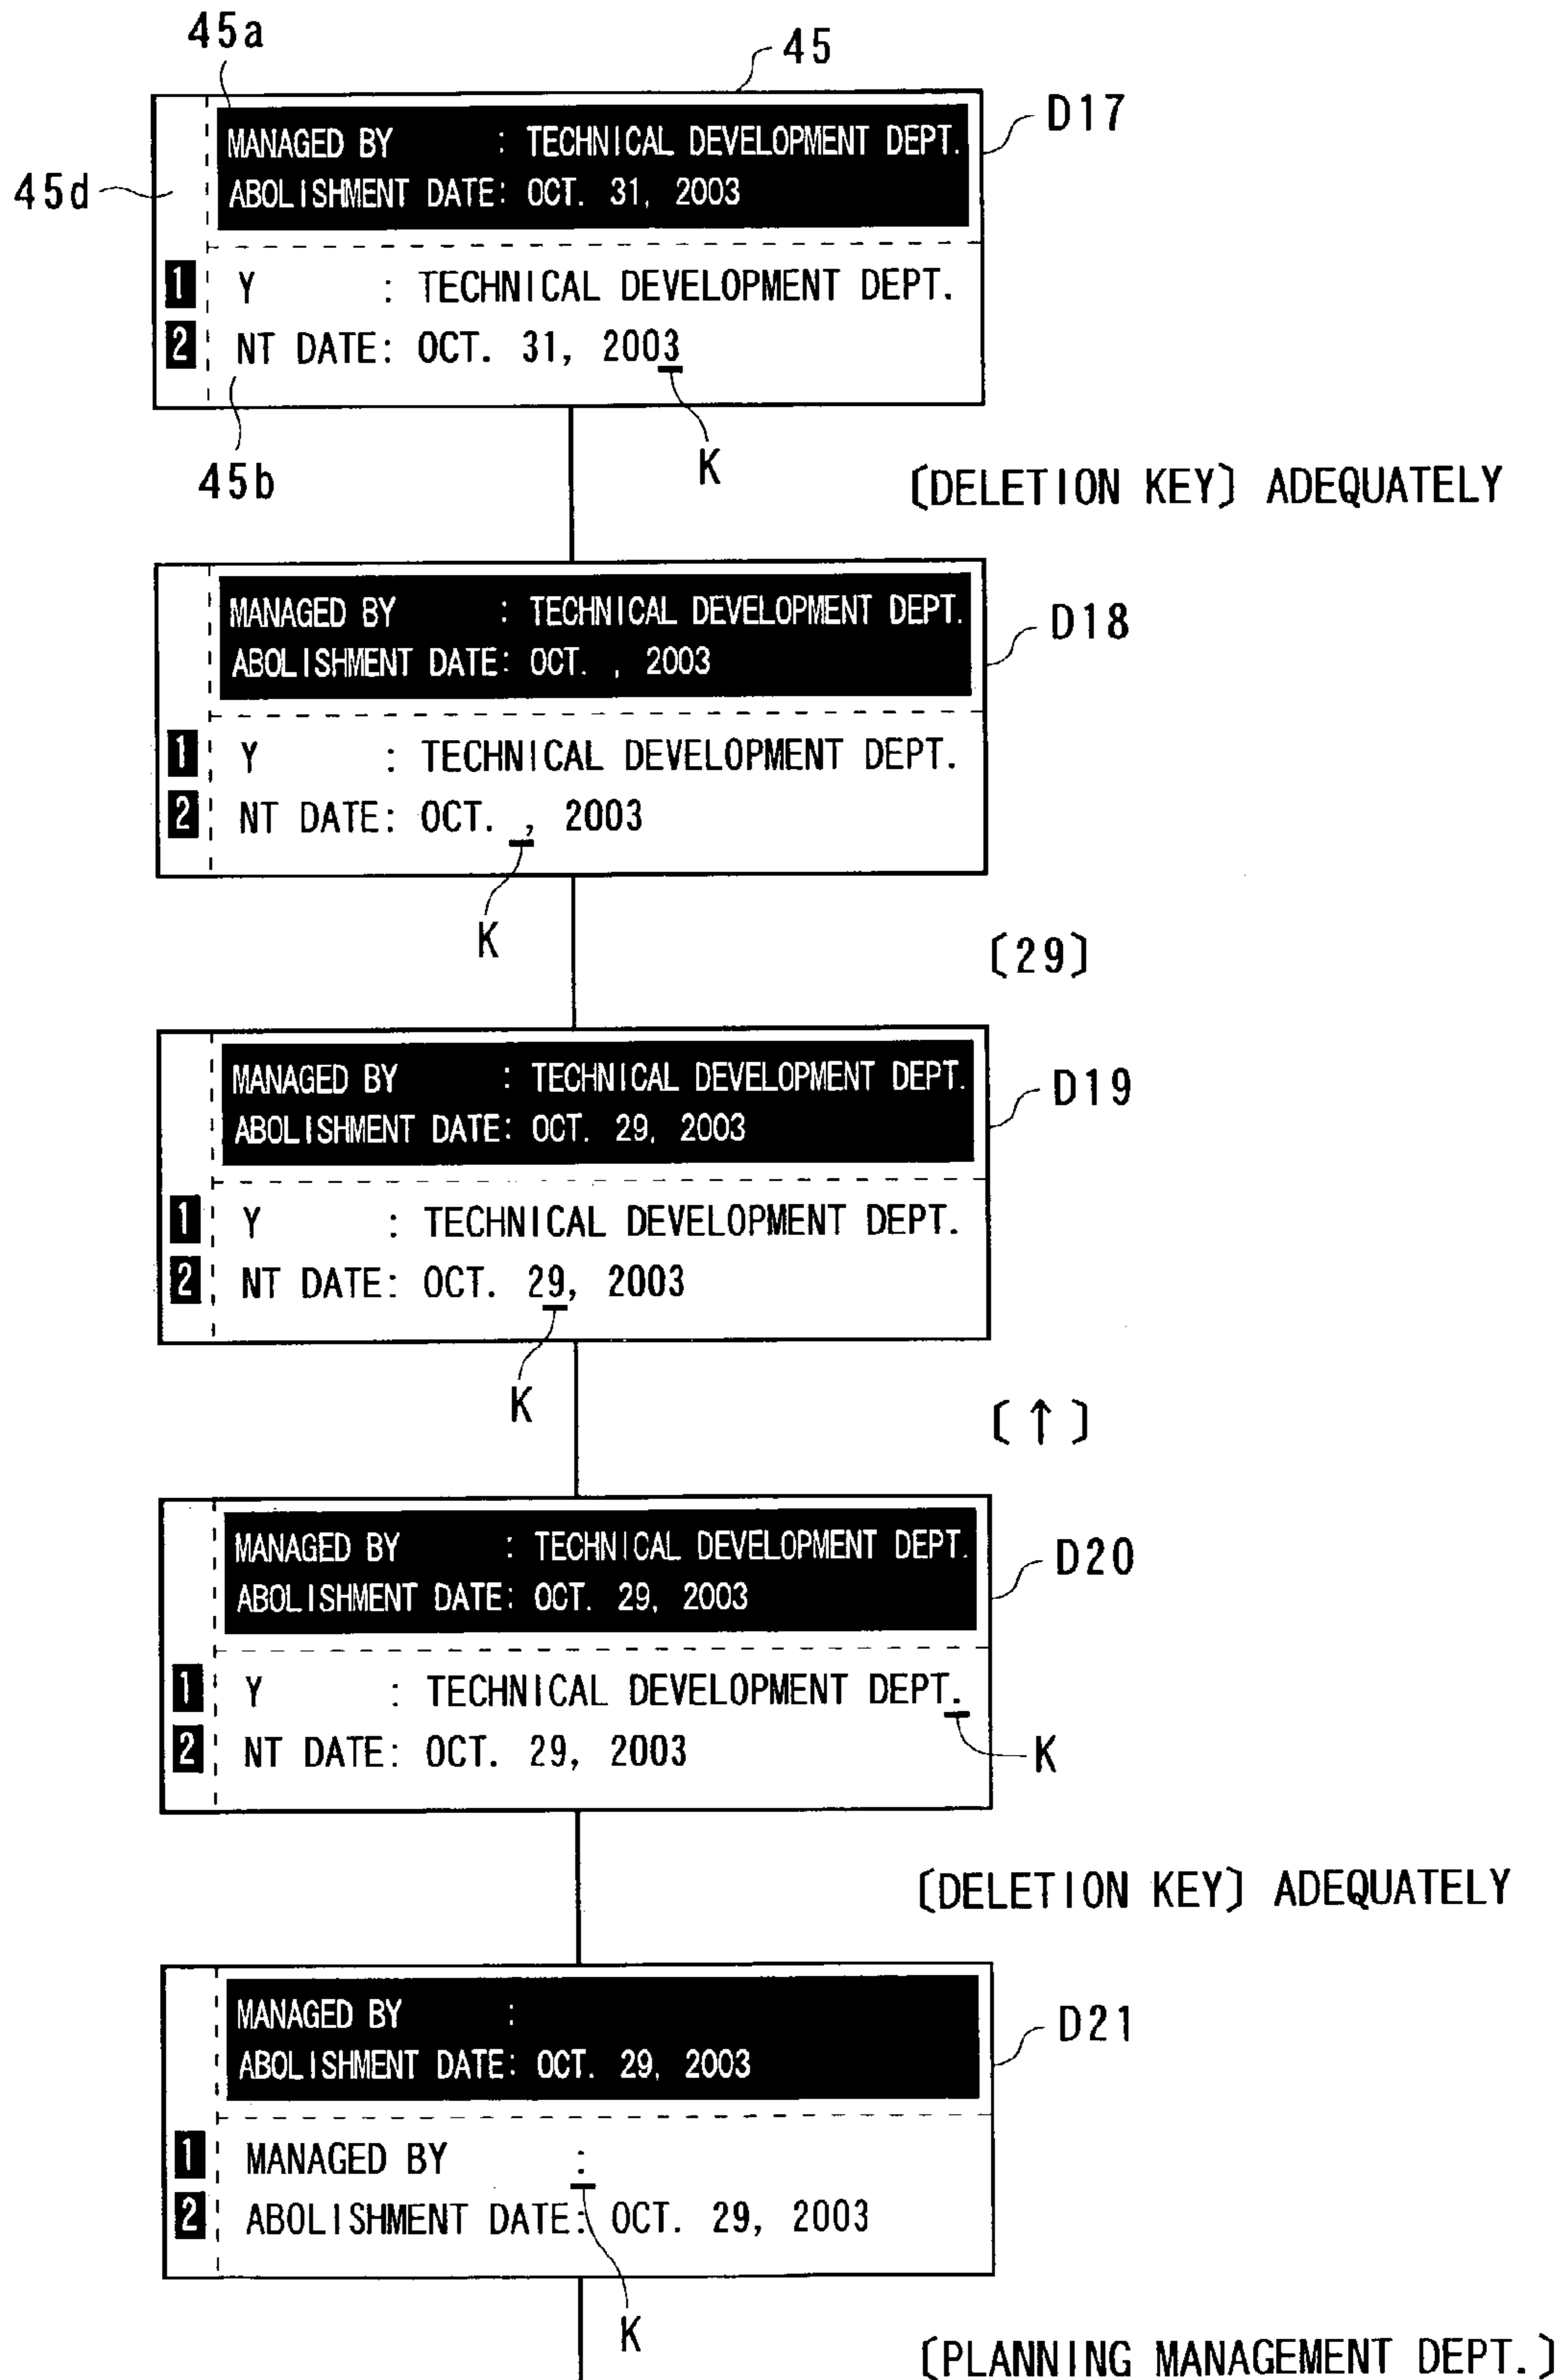 45a
45
D17
MANAGED BY : TECHNICAL DEVELOPMENT DEPT.
45d
ABOLISHMENT DATE: OCT. 31, 2003
1 Y : TECHNICAL DEVELOPMENT DEPT.
2 NT DATE: OCT. 31, 2003
K
45b
[DELETION KEY] ADEQUATELY
MANAGED BY : TECHNICAL DEVELOPMENT DEPT.
D18
ABOLISHMENT DATE: OCT. , 2003
1 Y : TECHNICAL DEVELOPMENT DEPT.
2 NT DATE: OCT. , 2003
K
[29]
MANAGED BY : TECHNICAL DEVELOPMENT DEPT.
D19
ABOLISHMENT DATE: OCT. 29, 2003
1 Y : TECHNICAL DEVELOPMENT DEPT.
2 NT DATE: OCT. 29, 2003
K
[↑]
MANAGED BY : TECHNICAL DEVELOPMENT DEPT.
D20
ABOLISHMENT DATE: OCT. 29, 2003
1 Y : TECHNICAL DEVELOPMENT DEPT.
2 NT DATE: OCT. 29, 2003
K
[DELETION KEY] ADEQUATELY
MANAGED BY :
D21
ABOLISHMENT DATE: OCT. 29, 2003
1 MANAGED BY :
2 ABOLISHMENT DATE: OCT. 29, 2003
K
[PLANNING MANAGEMENT DEPT.]